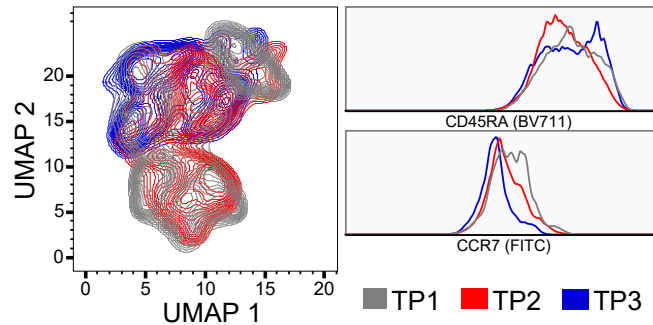 20
15
10
5
0
UMAP 2
0 5 10 15 20
UMAP 1
CD45RA (BV711)
CCR7 (FITC)
TP1 TP2 TP3